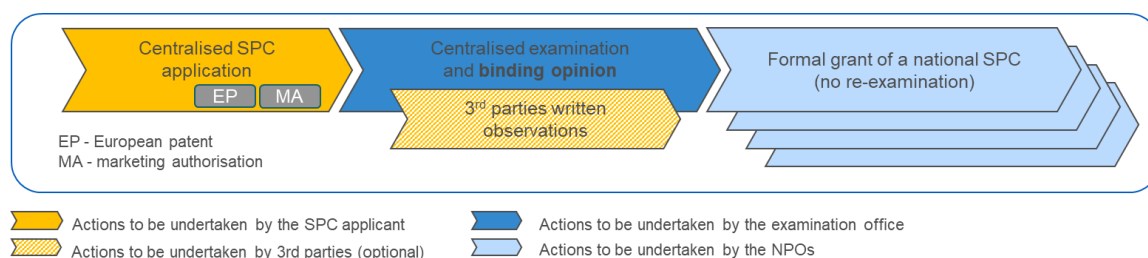 Centralised SPC
application
EP MA
Centralised examination
and binding opinion
3rd parties written
observations
Formal grant of a national SPC
(no re-examination)
EP - European patent
MA - marketing authorisation
Actions to be undertaken by the SPC applicant
Actions to be undertaken by 3rd parties (optional)
Actions to be undertaken by the examination office
Actions to be undertaken by the NPOs